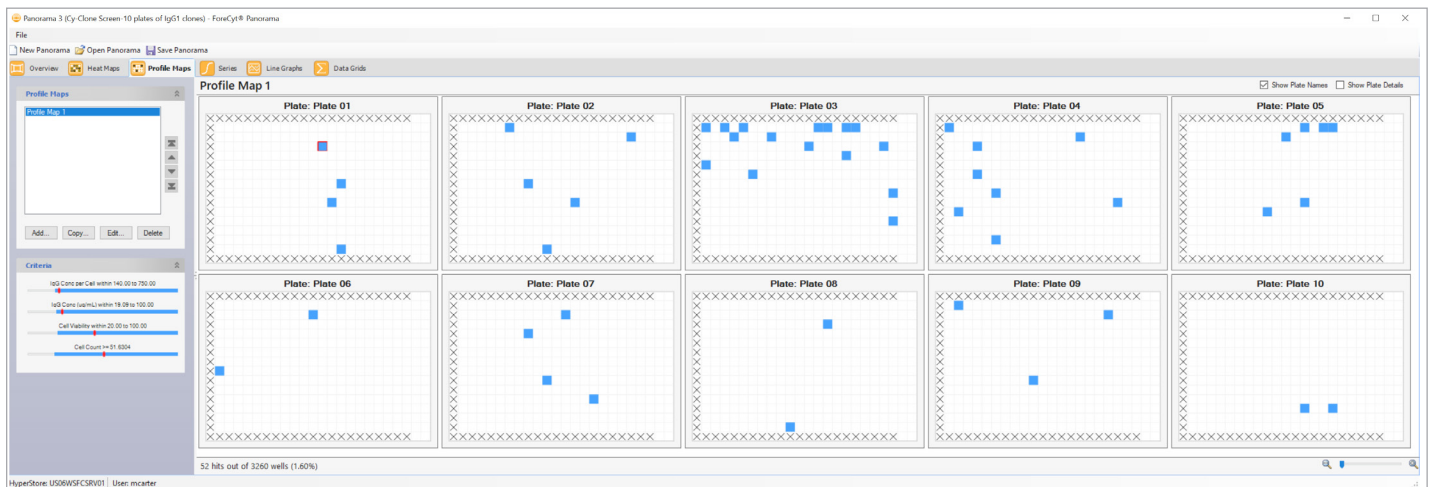 Panorama 3 (Cy-Clone Screen-10 plates of IgG1 clones) - ForeCyt® Panorama
File
New Panorama Open Panorama Save Panorama
Overview Heat Maps Profile Maps Series Line Graphs Data Grids
Profile Maps
Profile Map 1
Add... Copy... Edit... Delete
Criteria
IgG Conc per Cell within 140.00 to 750.00
IgG Conc (ug/mL) within 19.09 to 100.00
Cell Viability within 20.00 to 100.00
Cell Count >= 51.6304
Profile Map 1
Show Plate Names Show Plate Details
Plate: Plate 01 Plate: Plate 02 Plate: Plate 03 Plate: Plate 04 Plate: Plate 05
Plate: Plate 06 Plate: Plate 07 Plate: Plate 08 Plate: Plate 09 Plate: Plate 10
52 hits out of 3260 wells (1.60%)
HyperStore: US06WSFCSRV01 User: mcarter